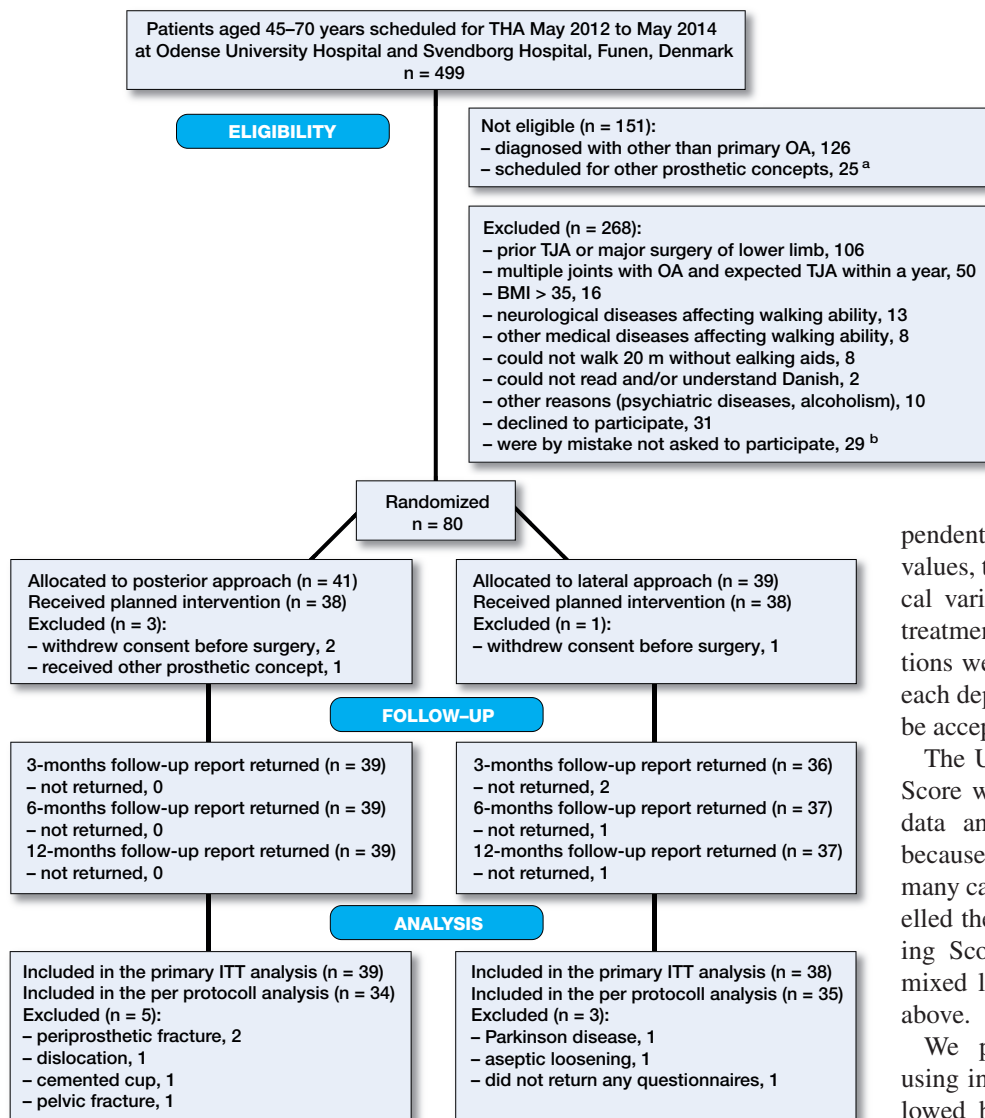 Patients aged 45–70 years scheduled for THA May 2012 to May 2014
at Odense University Hospital and Svendborg Hospital, Funen, Denmark
n = 499
ELIGIBILITY
Not eligible (n = 151):
– diagnosed with other than primary OA, 126
– scheduled for other prosthetic concepts, 25 a
Excluded (n = 268):
– prior TJA or major surgery of lower limb, 106
– multiple joints with OA and expected TJA within a year, 50
– BMI > 35, 16
– neurological diseases affecting walking ability, 13
– other medical diseases affecting walking ability, 8
– could not walk 20 m without ealking aids, 8
– could not read and/or understand Danish, 2
– other reasons (psychiatric diseases, alcoholism), 10
– declined to participate, 31
– were by mistake not asked to participate, 29 b
Randomized
n = 80
Allocated to posterior approach (n = 41)
Received planned intervention (n = 38)
Excluded (n = 3):
– withdrew consent before surgery, 2
– received other prosthetic concept, 1
Allocated to lateral approach (n = 39)
Received planned intervention (n = 38)
Excluded (n = 1):
– withdrew consent before surgery, 1
FOLLOW–UP
3-months follow-up report returned (n = 39)
– not returned, 0
6-months follow-up report returned (n = 39)
– not returned, 0
12-months follow-up report returned (n = 39)
– not returned, 0
3-months follow-up report returned (n = 36)
– not returned, 2
6-months follow-up report returned (n = 37)
– not returned, 1
12-months follow-up report returned (n = 37)
– not returned, 1
ANALYSIS
Included in the primary ITT analysis (n = 39)
Included in the per protocoll analysis (n = 34)
Excluded (n = 5):
– periprosthetic fracture, 2
– dislocation, 1
– cemented cup, 1
– pelvic fracture, 1
Included in the primary ITT analysis (n = 38)
Included in the per protocoll analysis (n = 35)
Excluded (n = 3):
– Parkinson disease, 1
– aseptic loosening, 1
– did not return any questionnaires, 1
pendent
values, t
cal vari
treatmen
tions we
each dep
be accep
The U
Score w
data an
because
many ca
elled the
ing Sco
mixed l
above.
We p
using in
lowed b